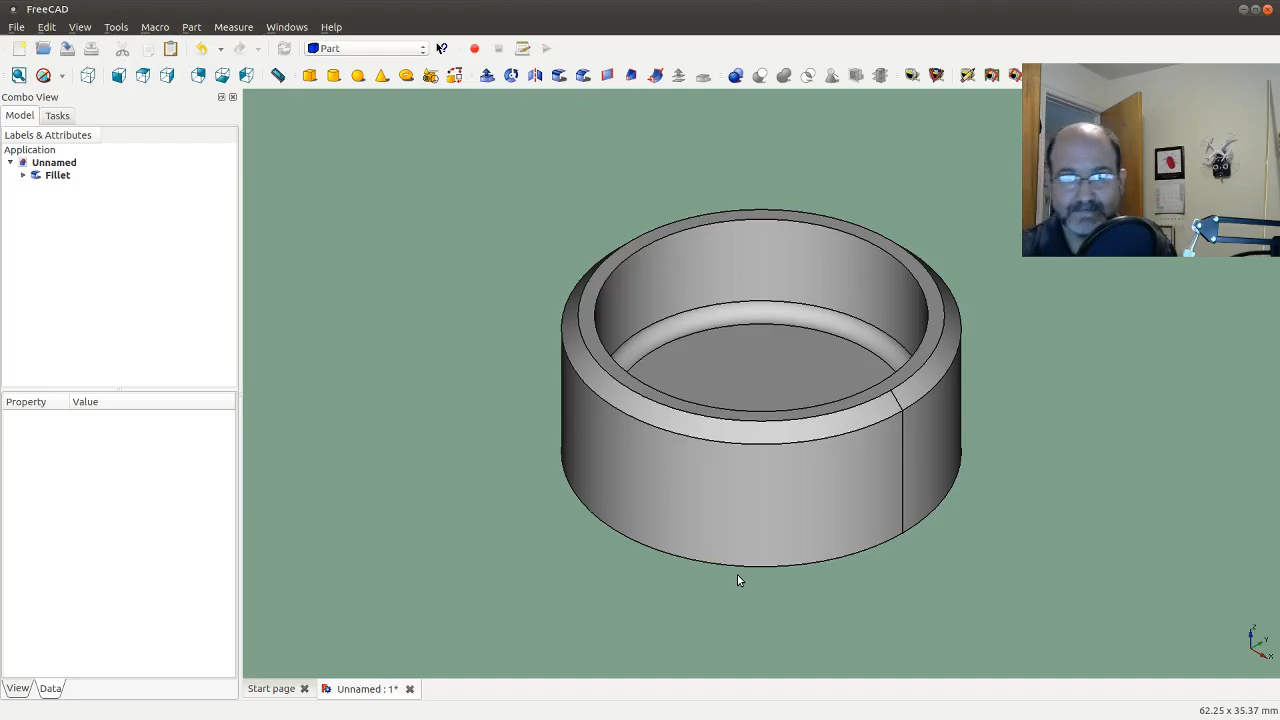 FreeCAD
File Edit View Tools Macro Part Measure Windows Help
Part
Combo View
Model Tasks
Labels & Attributes
Application
Unnamed
Fillet
Property Value
View Data
Start page Unnamed : 1*
Z
Y
X
62.25 x 35.37 mm